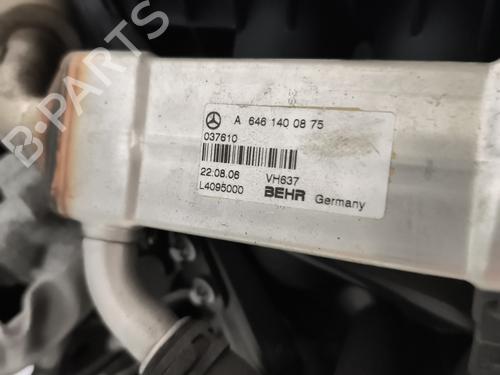 A 646 140 08 75
037610
22.08.06 VH637
L4095000 BEHR Germany
B-PARTS